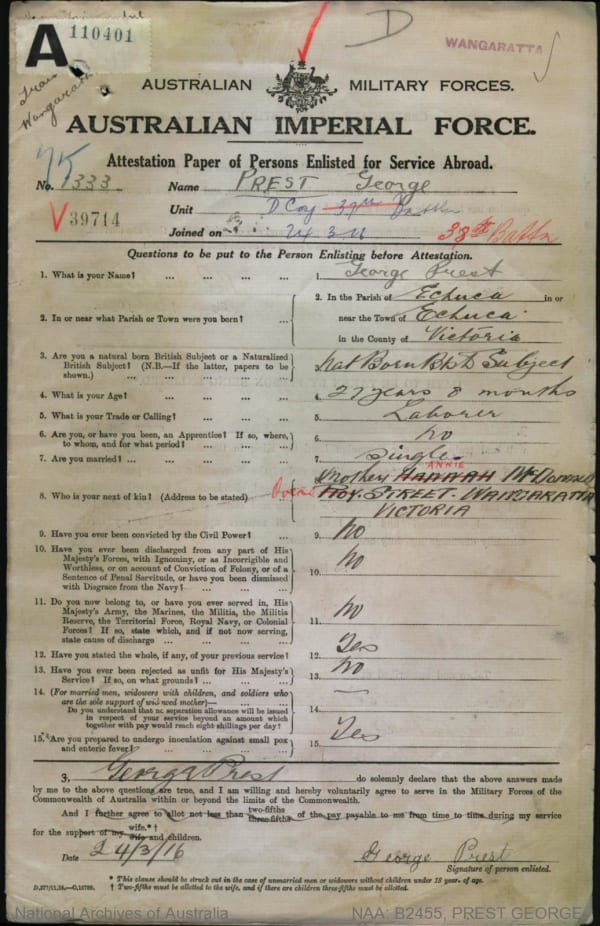 A 110401
WANGARATTA
D
Wangaratta
AUSTRALIAN MILITARY FORCES.
AUSTRALIAN IMPERIAL FORCE.
Attestation Paper of Persons Enlisted for Service Abroad.
No. 1333 Name PREST George
V 39714 Unit D Coy 39th Battn
Joined on 24.3.16 38th Battn
Questions to be put to the Person Enlisting before Attestation.
1. What is your Name? ... ... ... ... 1. George Prest
2. In or near what Parish or Town were you born? ... 2. In the Parish of Echuca in or
near the Town of Echuca
in the County of Victoria
3. Are you a natural born British Subject or a Naturalized
British Subject? (N.B.—If the latter, papers to be
shown.) ... ... ... ... 3. Nat Born Btsh Subject
4. What is your Age? ... ... ... ... 4. 27 years 8 months
5. What is your Trade or Calling? ... ... ... 5. Laborer
6. Are you, or have you been, an Apprentice? If so, where,
to whom, and for what period? ... ... ... 6. No
7. Are you married? ... ... ... ... 7. Single
8. Who is your next of kin? (Address to be stated) ... 8. Mother HANNAH ANNIE McDonnell
Roy STREET. WANGARATTA
VICTORIA
9. Have you ever been convicted by the Civil Power? ... 9. No
10. Have you ever been discharged from any part of His
Majesty's Forces, with Ignominy, or as Incorrigible and
Worthless, or on account of Conviction of Felony, or of a
Sentence of Penal Servitude, or have you been dismissed
with Disgrace from the Navy? ... ... ... 10. No
11. Do you now belong to, or have you ever served in, His
Majesty's Army, the Marines, the Militia, the Militia
Reserve, the Territorial Force, Royal Navy, or Colonial
Forces? If so, state which, and if not now serving,
state cause of discharge ... ... ... 11. No
12. Have you stated the whole, if any, of your previous service? 12. Yes
13. Have you ever been rejected as unfit for His Majesty's
Service? If so, on what grounds? ... ... ... 13. No
14. (For married men, widowers with children, and soldiers who
are the sole support of widowed mother)—
Do you understand that no separation allowance will be issued
in respect of your service beyond an amount which
together with pay would reach eight shillings per day? 14. —
15. Are you prepared to undergo inoculation against small pox
and enteric fever? ... ... ... ... 15. Yes
I, George Prest do solemnly declare that the above answers made
by me to the above questions are true, and I am willing and hereby voluntarily agree to serve in the Military Forces of the
Commonwealth of Australia within or beyond the limits of the Commonwealth.
And I further agree to allot not less than two-fifths three-fifths of the pay payable to me from time to time during my service
for the support of my wife.*† wife and children.
Date 24/3/16 George Prest
Signature of person enlisted.
* This clause should be struck out in the case of unmarried men or widowers without children under 18 year. of age.
† Two-fifths must be allotted to the wife, and if there are children three-fifths must be allotted.
National Archives of Australia NAA: B2455, PREST GEORGE